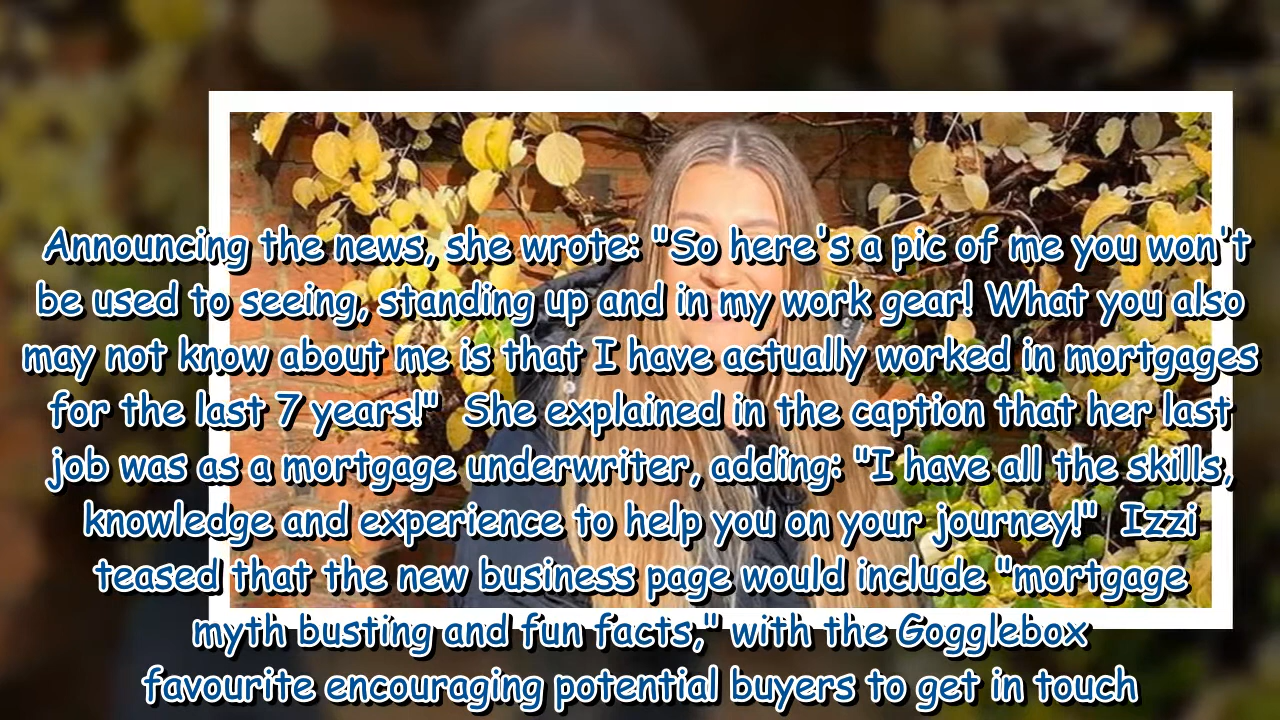 Announcing the news, she wrote: "So here's a pic of me you won't
be used to seeing, standing up and in my work gear! What you also
may not know about me is that I have actually worked in mortgages
for the last 7 years!"  She explained in the caption that her last
job was as a mortgage underwriter, adding: "I have all the skills,
knowledge and experience to help you on your journey!"  Izzi
teased that the new business page would include "mortgage
myth busting and fun facts," with the Gogglebox
favourite encouraging potential buyers to get in touch